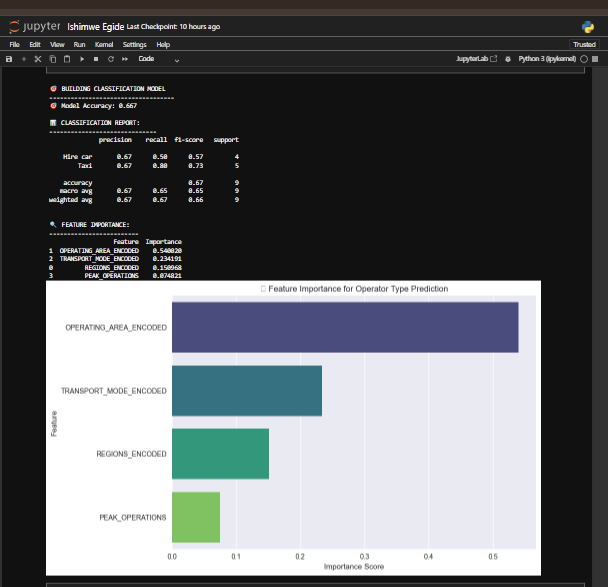 jupyter Ishimwe Egide Last Checkpoint: 10 hours ago
File Edit View Run Kernel Settings Help Trusted
Code JupyterLab Python 3 (ipykernel)
🎯 BUILDING CLASSIFICATION MODEL
-----------------------------------
🎯 Model Accuracy: 0.667
📊 CLASSIFICATION REPORT:
------------------------------
precision recall f1-score support
Hire car 0.67 0.50 0.57 4
Taxi 0.67 0.80 0.73 5
accuracy 0.67 9
macro avg 0.67 0.65 0.65 9
weighted avg 0.67 0.67 0.66 9
🔍 FEATURE IMPORTANCE:
-------------------------
Feature Importance
1 OPERATING_AREA_ENCODED 0.540020
2 TRANSPORT_MODE_ENCODED 0.234191
0 REGIONS_ENCODED 0.150968
3 PEAK_OPERATIONS 0.074821
Feature Importance for Operator Type Prediction
OPERATING_AREA_ENCODED
TRANSPORT_MODE_ENCODED
REGIONS_ENCODED
PEAK_OPERATIONS
Feature
0.0 0.1 0.2 0.3 0.4 0.5
Importance Score